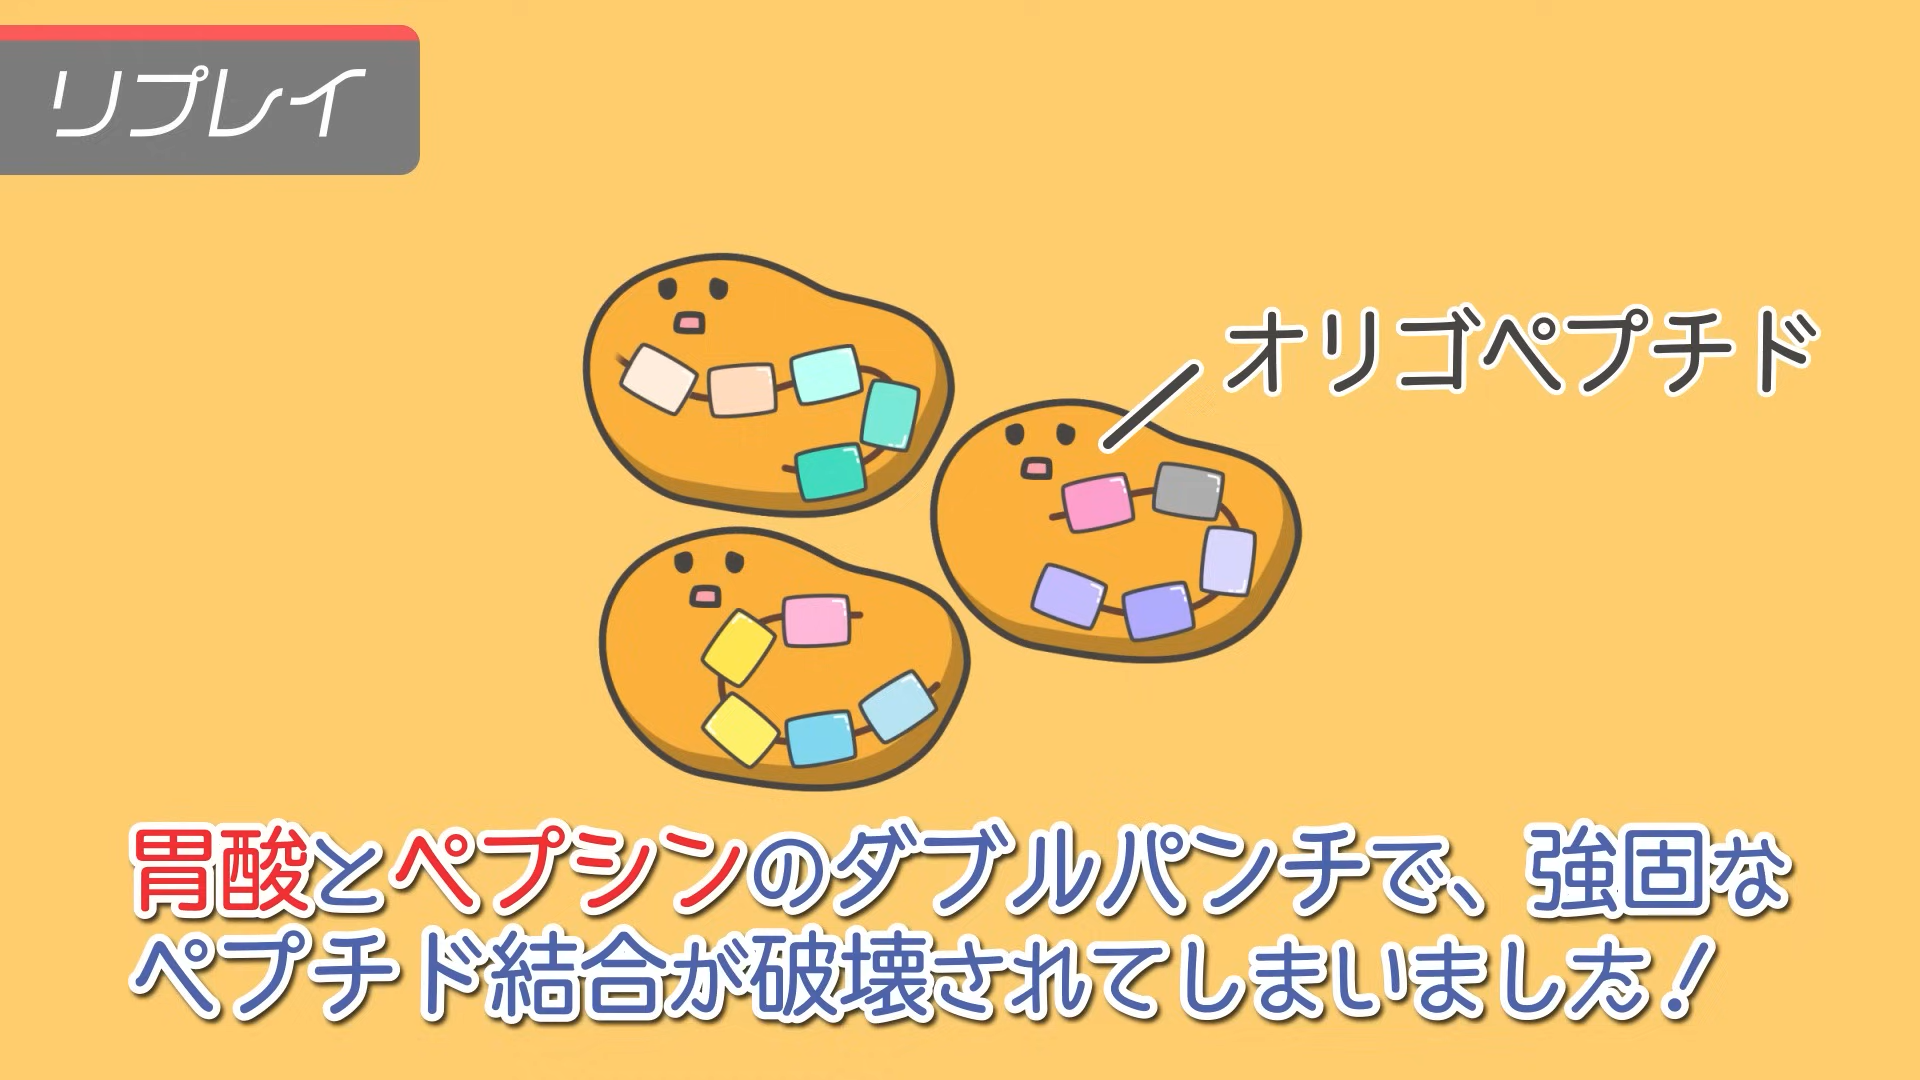 リプレイ
オリゴペプチド
胃酸とペプシンのダブルパンチで、強固な
ペプチド結合が破壊されてしまいました！